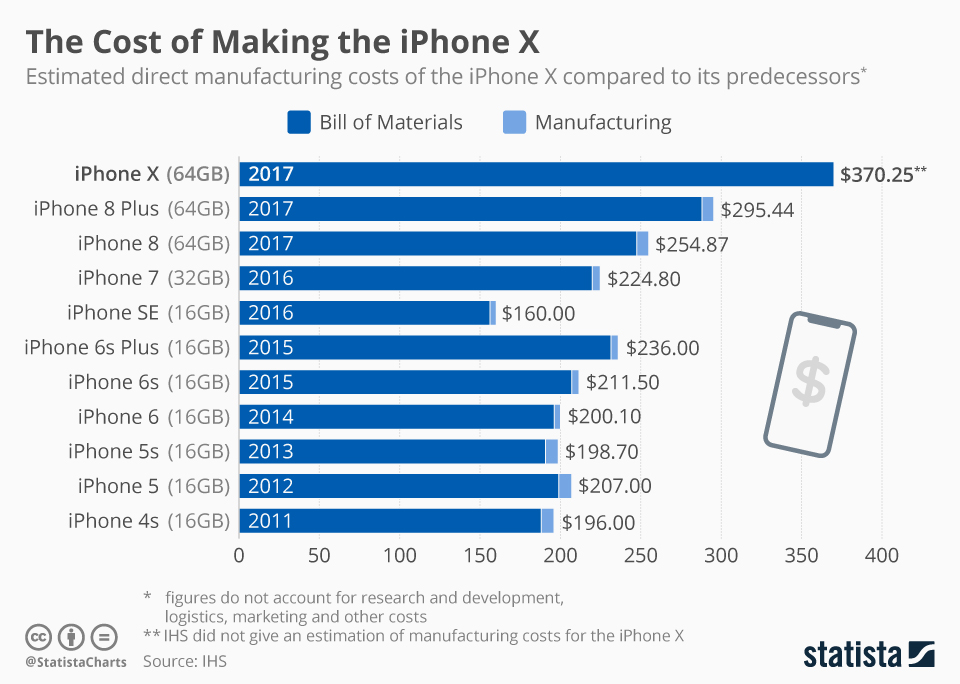 The Cost of Making the iPhone X
Estimated direct manufacturing costs of the iPhone X compared to its predecessors*
Bill of Materials Manufacturing
iPhone X (64GB) 2017 $370.25**
iPhone 8 Plus (64GB) 2017 $295.44
iPhone 8 (64GB) 2017 $254.87
iPhone 7 (32GB) 2016 $224.80
iPhone SE (16GB) 2016 $160.00
iPhone 6s Plus (16GB) 2015 $236.00
iPhone 6s (16GB) 2015 $211.50
iPhone 6 (16GB) 2014 $200.10
iPhone 5s (16GB) 2013 $198.70
iPhone 5 (16GB) 2012 $207.00
iPhone 4s (16GB) 2011 $196.00
$
0 50 100 150 200 250 300 350 400
* figures do not account for research and development,
logistics, marketing and other costs
** IHS did not give an estimation of manufacturing costs for the iPhone X
cc =
@StatistaCharts Source: IHS
statista